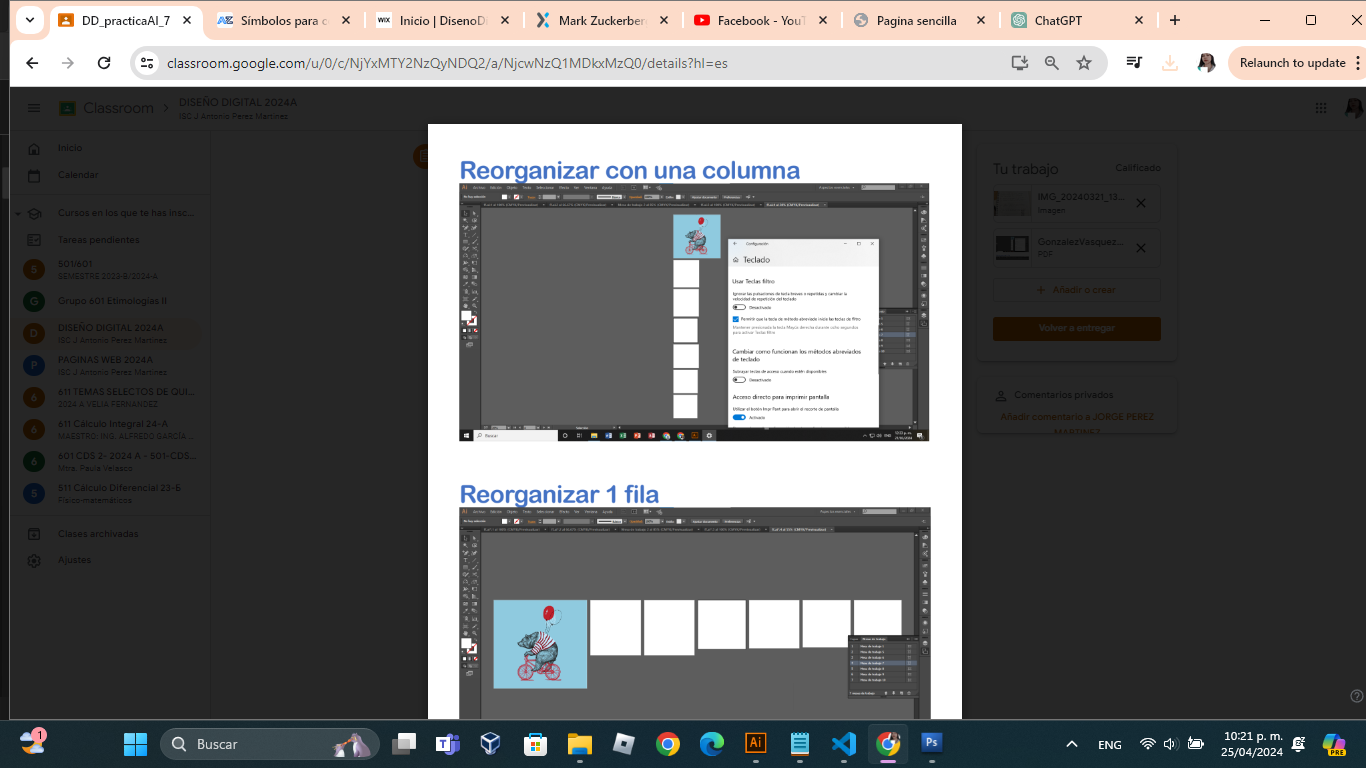 DD_practicaAI_7
Símbolos para c
Inicio | DisenoD
Mark Zuckerber
Facebook - YouT
Pagina sencilla
ChatGPT
classroom.google.com/u/0/c/NjYxMTY2NzQyNDQ2/a/NjcwNzQ1MDkxMzQ0/details?hl=es
Relaunch to update
Classroom
DISEÑO DIGITAL 2024A
ISC J Antonio Perez Martines
Inicio
Calendar
Cursos en los que te has insc...
Tareas pendientes
501/601
SEMESTRE 2023-B/2024-A
Grupo 601 Etimologías II
DISEÑO DIGITAL 2024A
ISC J Antonio Perez Martines
PAGINAS WEB 2024A
ISC J Antonio Perez Martines
611 TEMAS SELECTOS DE QUI...
2024 A VELIA FERNANDEZ
611 Cálculo Integral 24-A
MAESTRO: ING. ALFREDO GARCÍA...
601 CDS 2- 2024 A - 501-CDS...
Mtra. Paula Velasco
511 Cálculo Diferencial 23-B
Físico-matemáticos
Clases archivadas
Ajustes
Reorganizar con una columna
Configuración
Teclado
Usar Teclas filtro
Ignorar las pulsaciones de tecla breves o repetidas y cambiar la
velocidad de repetición del teclado
Desactivado
Permitir que la tecla de método abreviado inicie las teclas de filtro
Mantener presionada la tecla Mayús derecha durante ocho segundos
para activar Teclas filtro
Cambiar cómo funcionan los métodos abreviados
de teclado
Subrayar teclas de acceso cuando estén disponibles
Desactivado
Acceso directo para imprimir pantalla
Utilizar el botón Impr Pant para abrir el recorte de pantalla
Activado
Buscar
Reorganizar 1 fila
Tu trabajo
Calificado
IMG_20240321_13...
Imagen
GonzalezVasquez...
PDF
Añadir o crear
Volver a entregar
Comentarios privados
Añadir comentario a JORGE PEREZ
MARTINEZ
1
Buscar
ENG
10:21 p. m.
25/04/2024
PRE